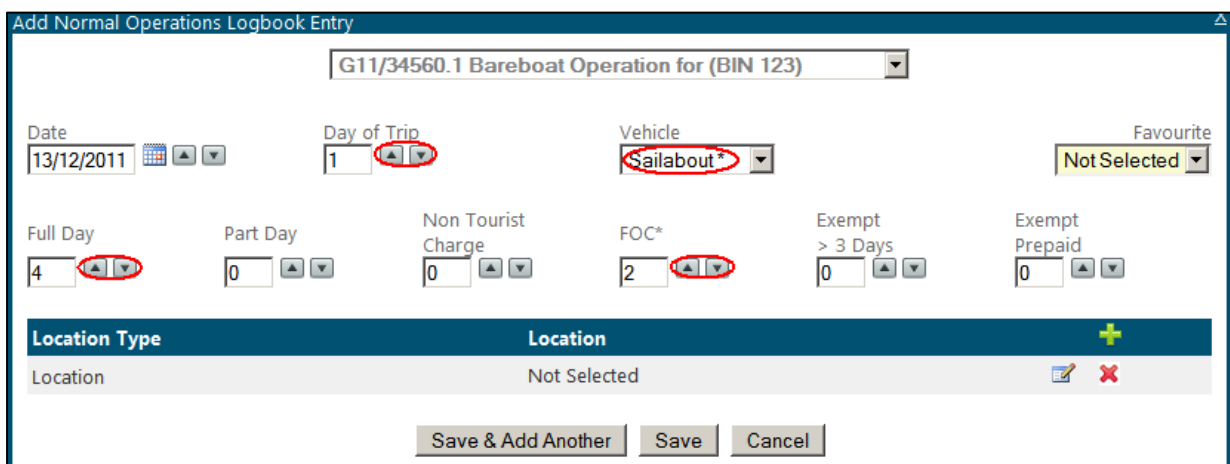 Add Normal Operations Logbook Entry
G11/34560.1 Bareboat Operation for (BIN 123)
Date Day of Trip Vehicle Favourite
13/12/2011 1 Sailabout* Not Selected
Full Day Part Day Non Tourist Charge FOC* Exempt > 3 Days Exempt Prepaid
4 0 0 2 0 0
Location Type Location
Location Not Selected
Save & Add Another Save Cancel